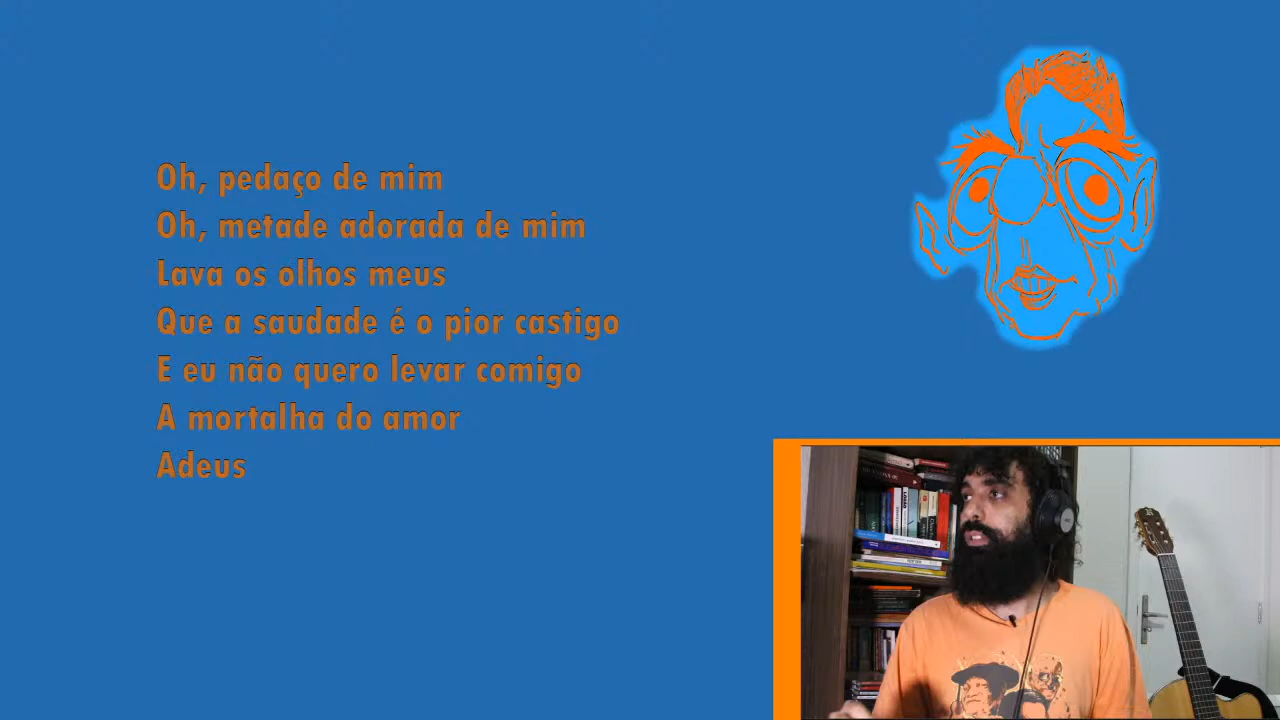 Oh, pedaço de mim
Oh, metade adorada de mim
Lava os olhos meus
Que a saudade é o pior castigo
E eu não quero levar comigo
A mortalha do amor
Adeus